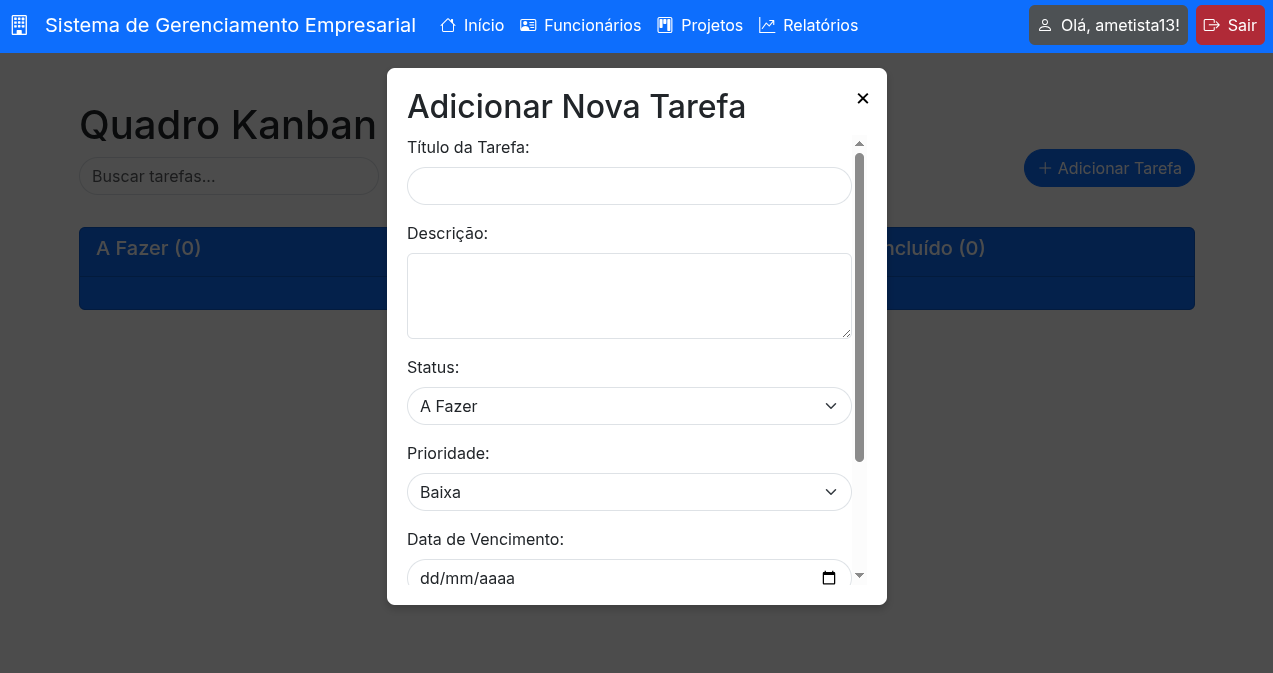 Sistema de Gerenciamento Empresarial Início Funcionários Projetos Relatórios Olá, ametista13! Sair
Quadro Kanban
Buscar tarefas...
+ Adicionar Tarefa
A Fazer (0)
ncluído (0)
Adicionar Nova Tarefa
Título da Tarefa:
Descrição:
Status:
A Fazer
Prioridade:
Baixa
Data de Vencimento:
dd/mm/aaaa